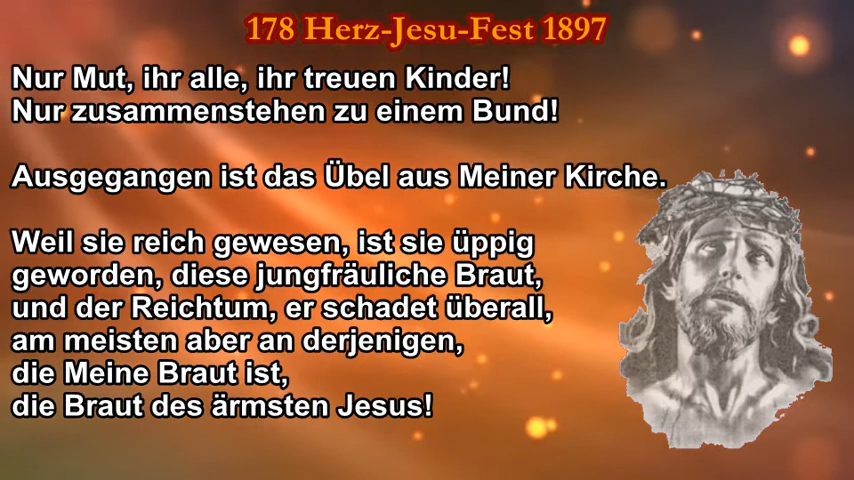 178 Herz-Jesu-Fest 1897
Nur Mut, ihr alle, ihr treuen Kinder!
Nur zusammenstehen zu einem Bund!
Ausgegangen ist das Übel aus Meiner Kirche.
Weil sie reich gewesen, ist sie üppig
geworden, diese jungfräuliche Braut,
und der Reichtum, er schadet überall,
am meisten aber an derjenigen,
die Meine Braut ist,
die Braut des ärmsten Jesus!